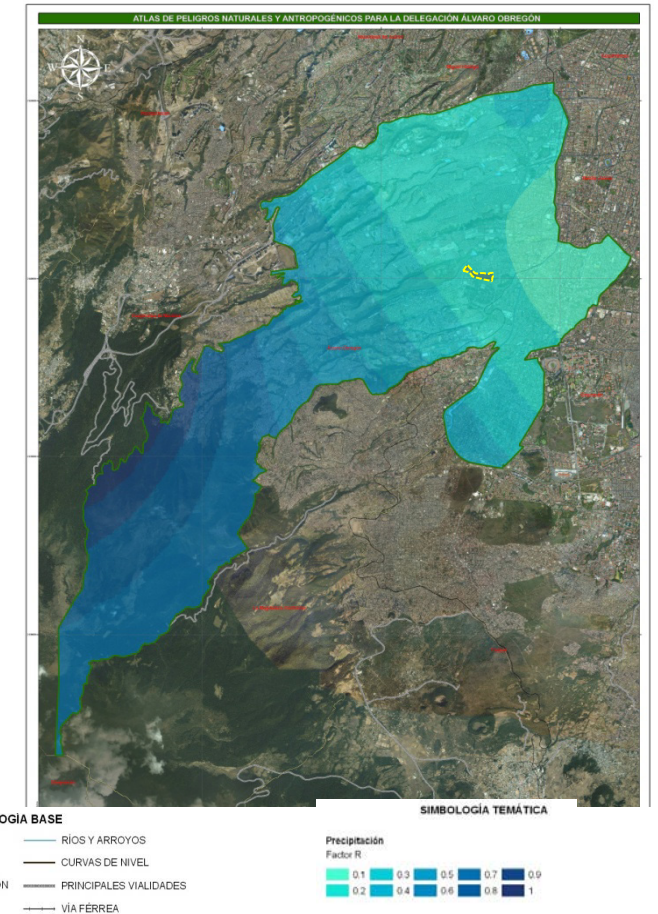 ATLAS DE PELIGROS NATURALES Y ANTROPOGÉNICOS PARA LA DELEGACIÓN ÁLVARO OBREGÓN
N
W E
S
OGÍA BASE
RÍOS Y ARROYOS
CURVAS DE NIVEL
ÓN PRINCIPALES VIALIDADES
VÍA FÉRREA
SIMBOLOGÍA TEMÁTICA
Precipitación
Factor R
0.1 0.3 0.5 0.7 0.9
0.2 0.4 0.6 0.8 1